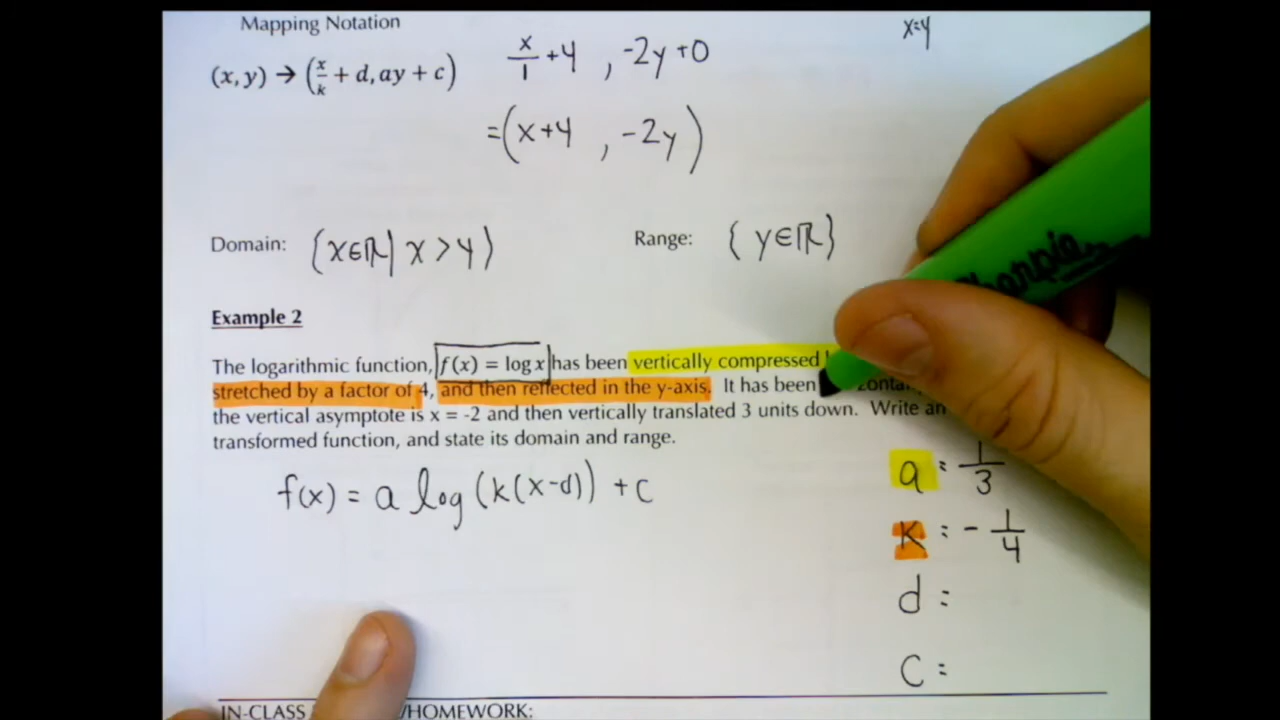 Mapping Notation
x=4
(x, y) → (x/k + d, ay + c)
x/1 +4 , -2y +0
=(x+4 , -2y)
Domain: {x∈ℝ| x > 4}
Range: {y∈ℝ}
Example 2
The logarithmic function, f(x) = log x has been vertically compressed
stretched by a factor of 4, and then reflected in the y-axis. It has been
the vertical asymptote is x = -2 and then vertically translated 3 units down. Write an
transformed function, and state its domain and range.
f(x) = a log (k(x-d)) + c
a = 1/3
k = - 1/4
d =
c =
IN-CLASS /HOMEWORK:
Sharpie